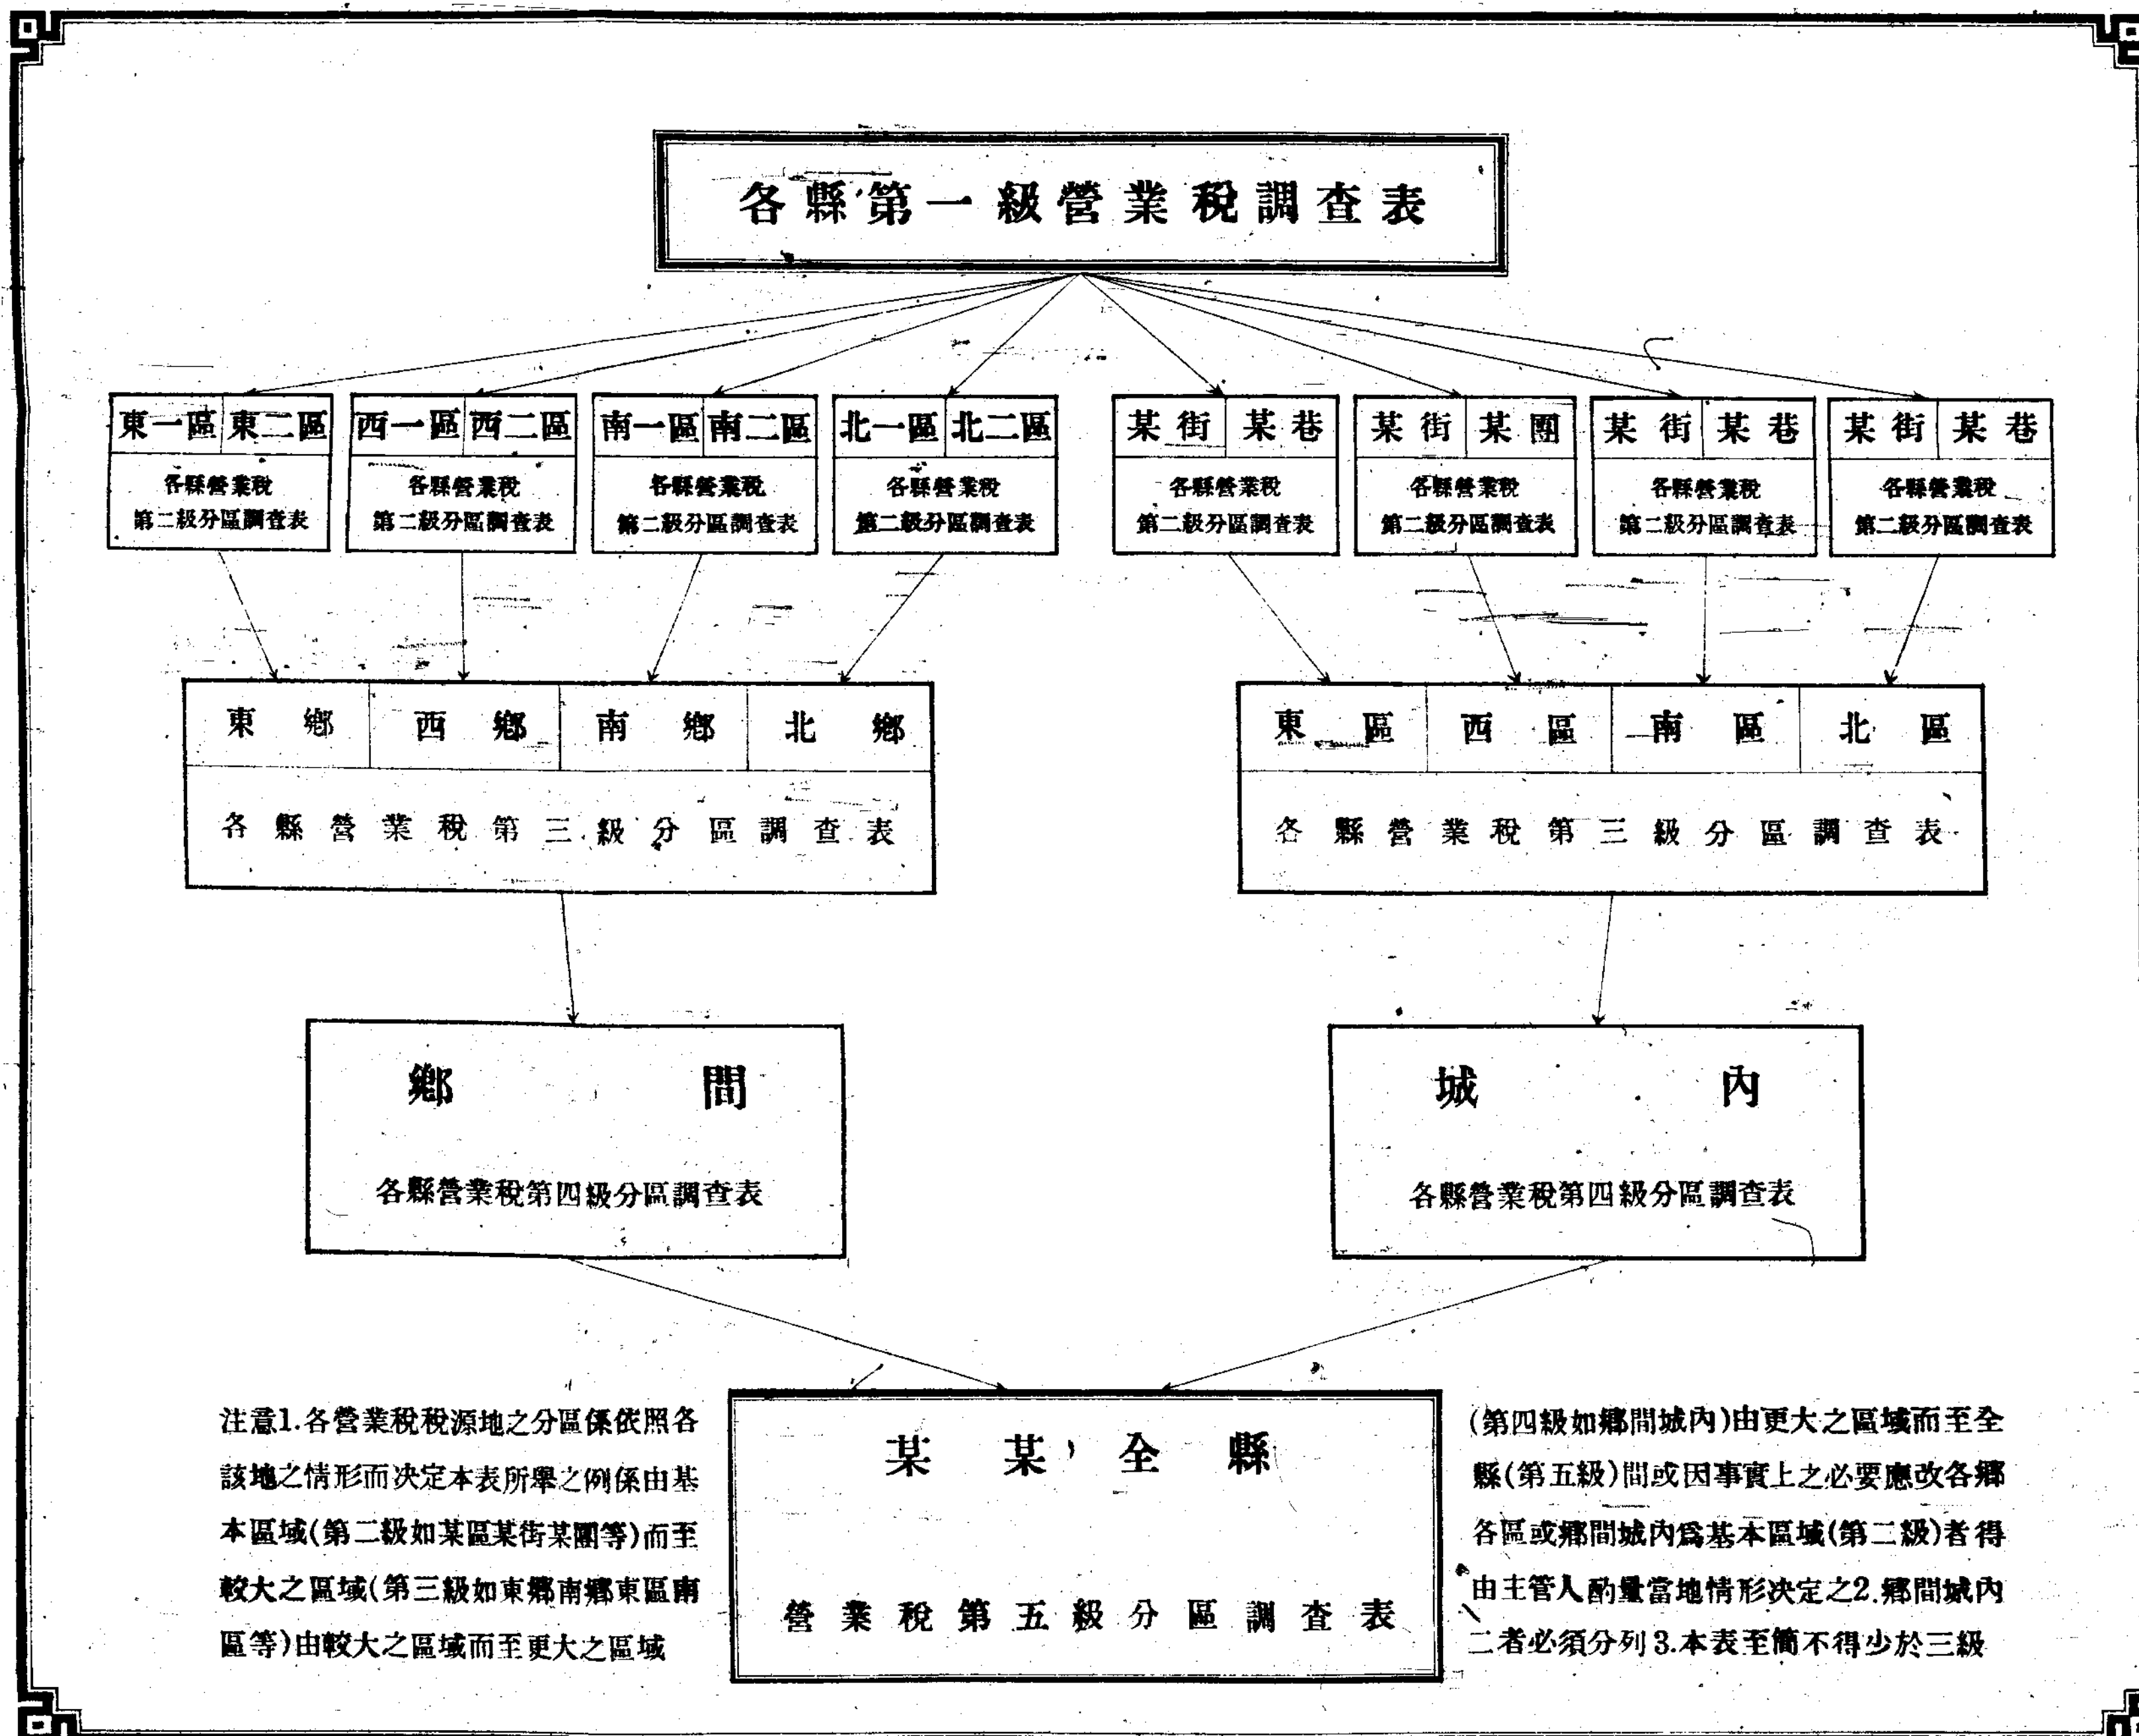 各縣第一級營業稅調查表
東一區 東二區
各縣營業稅
第二級分區調查表
西一區 西二區
各縣營業稅
第二級分區調查表
南一區 南二區
各縣營業稅
第二級分區調查表
北一區 北二區
各縣營業稅
第二級分區調查表
某街 某巷
各縣營業稅
第二級分區調查表
某街 某團
各縣營業稅
第二級分區調查表
某街 某巷
各縣營業稅
第二級分區調查表
某街 某巷
各縣營業稅
第二級分區調查表
東鄉 西鄉 南鄉 北鄉
各縣營業稅第三級分區調查表
東區 西區 南區 北區
各縣營業稅第三級分區調查表
鄉間
各縣營業稅第四級分區調查表
城內
各縣營業稅第四級分區調查表
某某全縣
營業稅第五級分區調查表
注意1.各營業稅稅源地之分區係依照各
該地之情形而决定本表所舉之例係由基
本區域(第二級如某區某街某團等)而至
較大之區域(第三級如東鄉南鄉東區南
區等)由較大之區域而至更大之區域
(第四級如鄉間城內)由更大之區域而至全
縣(第五級)間或因事實上之必要應改各鄉
各區或鄉間城內爲基本區域(第二級)者得
由主管人酌量當地情形决定之2.鄉間城內
二者必須分列3.本表至簡不得少於三級